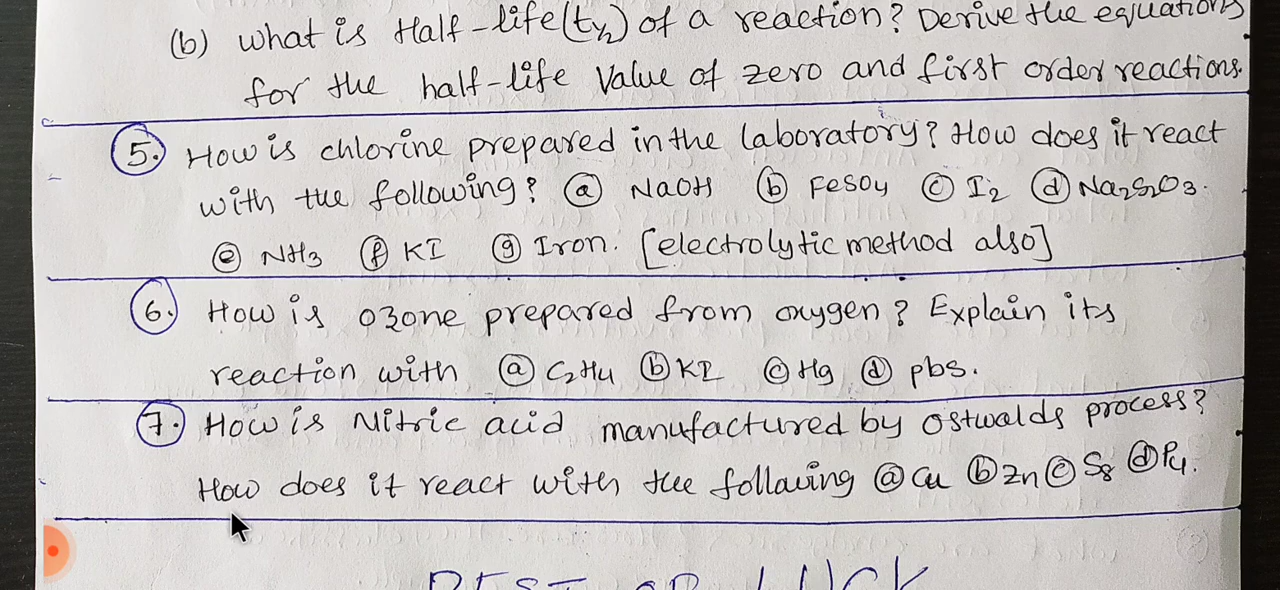 (b) what is Half-life(t½) of a reaction? Derive the equations
for the half-life Value of zero and first order reactions.
5. How is chlorine prepared in the laboratory? How does it react
with the following? ⓐ NaOH ⓑ FeSO4 ⓒ I2 ⓓ Na2S2O3.
ⓔ NH3 ⓕ KI ⓖ Iron. [electrolytic method also]
6. How is ozone prepared from oxygen? Explain its
reaction with ⓐ C2H4 ⓑ KI ⓒ Hg ⓓ pbs.
7. How is Nitric acid manufactured by ostwalds process?
How does it react with the following ⓐ Cu ⓑ Zn ⓒ S8 ⓓ P4.
BEST OF LUCK